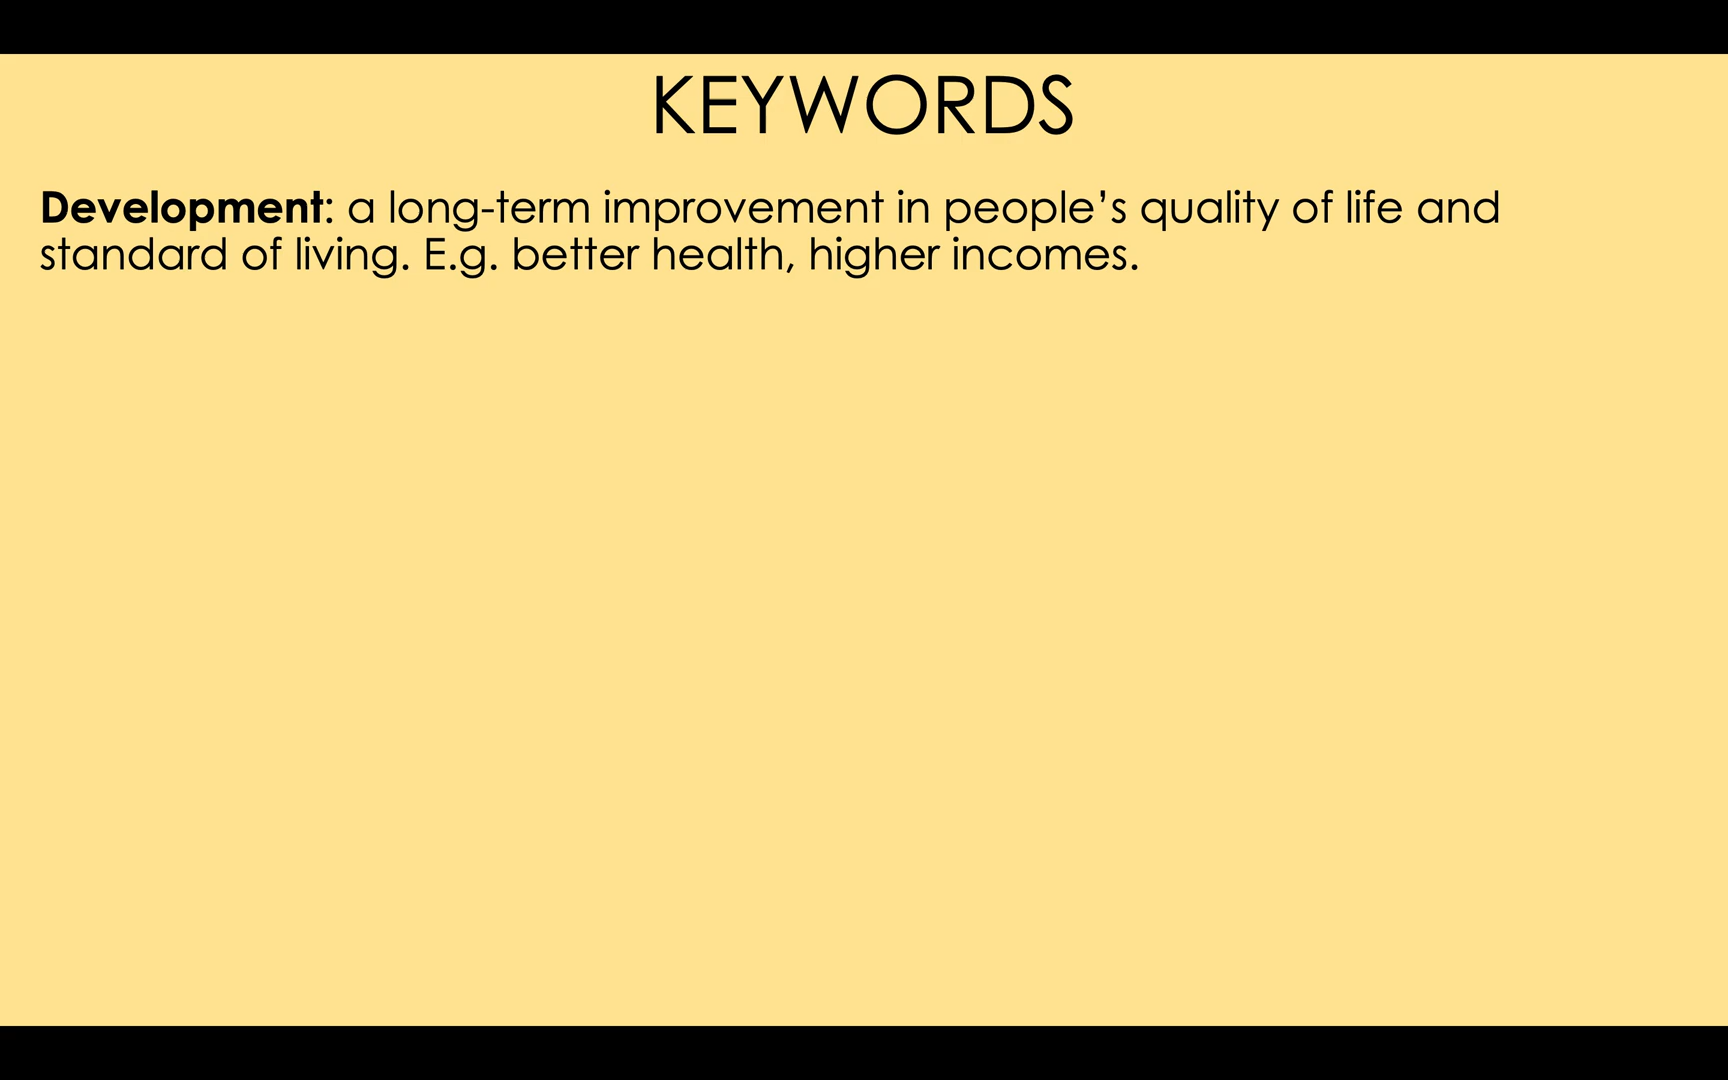 KEYWORDS
Development: a long-term improvement in people’s quality of life and
standard of living. E.g. better health, higher incomes.